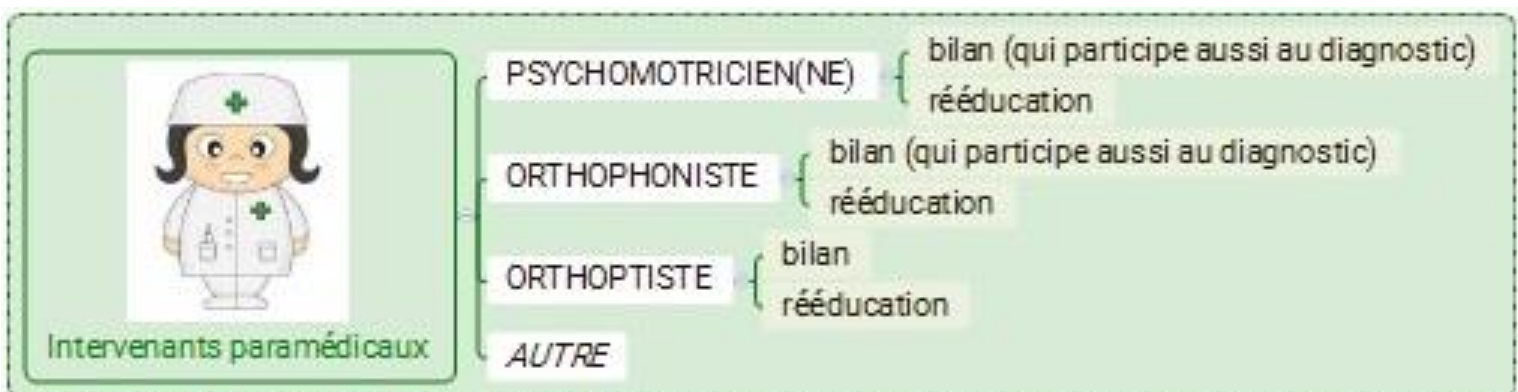 PSYCHOMOTRICIEN(NE)
bilan (qui participe aussi au diagnostic)
rééducation
ORTHOPHONISTE
bilan (qui participe aussi au diagnostic)
rééducation
ORTHOPTISTE
bilan
rééducation
AUTRE
Intervenants paramédicaux